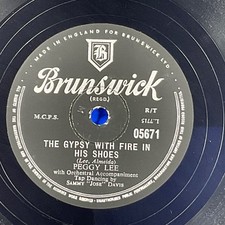 MADE IN ENGLAND FOR BRUNSWICK LTD
B
Brunswick
(REGD.)
M.C.P.S.
R/T
L.7715
05671
THE GYPSY WITH FIRE IN
HIS SHOES
(Lee, Almeida)
PEGGY LEE
with Orchestral Accompaniment
Tap Dancing by
SAMMY "JOSE" DAVIS